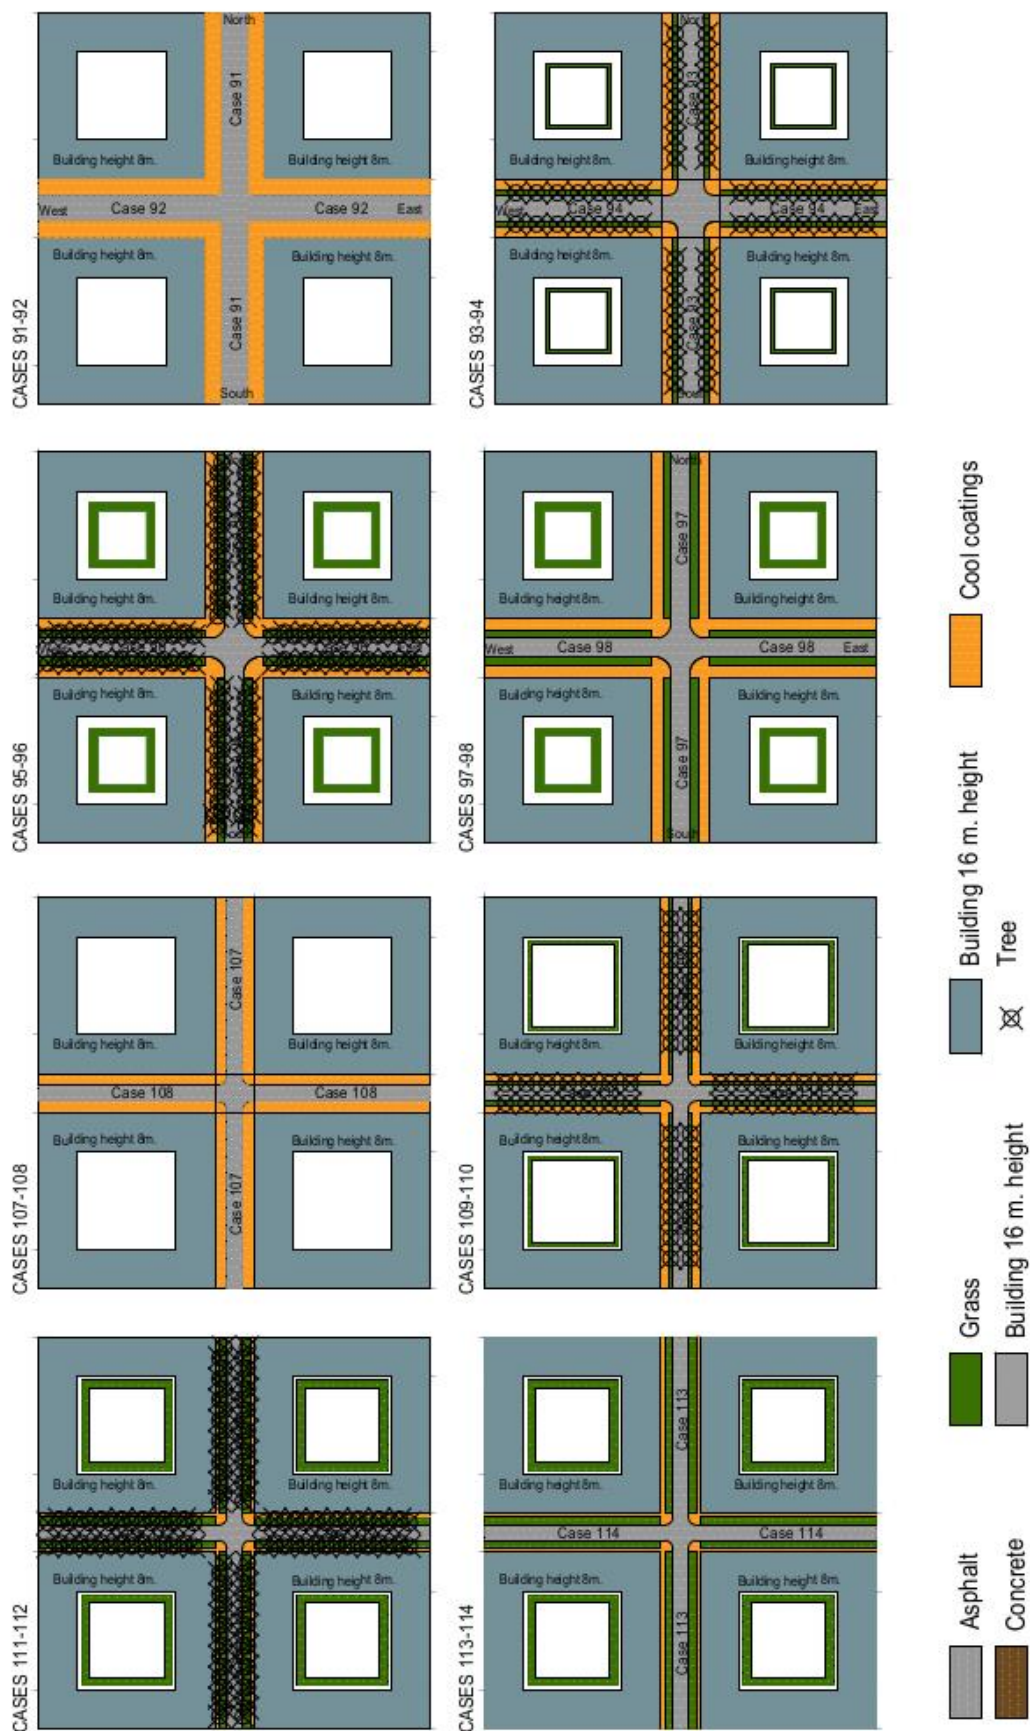 CASES 111-112
Building height 8m.
Building height 8m.
Building height 8m.
Building height 8m.
CASES 107-108
Case 107
Building height 8m.
Building height 8m.
Case 108
Case 108
Building height 8m.
Building height 8m.
Case 107
CASES 95-96
Building height 8m.
Building height 8m.
Building height 8m.
Building height 8m.
CASES 91-92
North
Case 91
Building height 8m.
Building height 8m.
West
Case 92
Case 92
East
Building height 8m.
Building height 8m.
Case 91
South
CASES 113-114
Case 113
Building height 8m.
Building height 8m.
Case 114
Case 114
Building height 8m.
Building height 8m.
Case 113
CASES 109-110
Building height 8m.
Building height 8m.
Building height 8m.
Building height 8m.
CASES 97-98
North
Case 97
Building height 8m.
Building height 8m.
West
Case 98
Case 98
East
Building height 8m.
Building height 8m.
Case 97
South
CASES 93-94
North
Case 93
Building height 8m.
Building height 8m.
West
Case 94
Case 94
East
Building height 8m.
Building height 8m.
Case 93
South
Asphalt
Grass
Building 16 m. height
Cool coatings
Concrete
Building 16 m. height
Tree